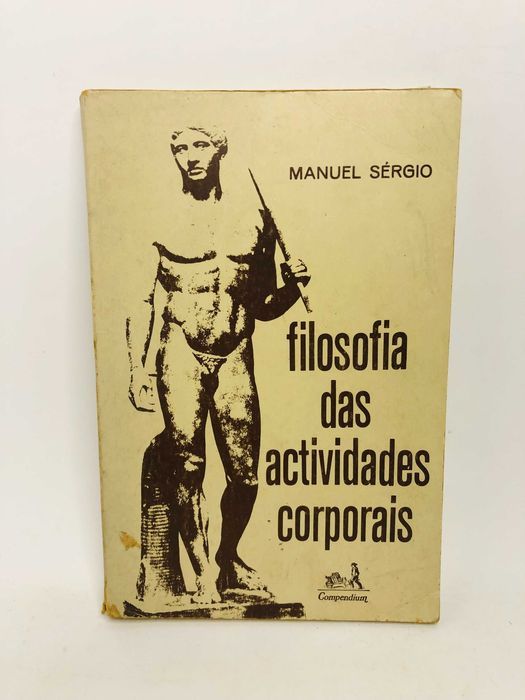 MANUEL SÉRGIO
filosofia
das
actividades
corporais
Compendium